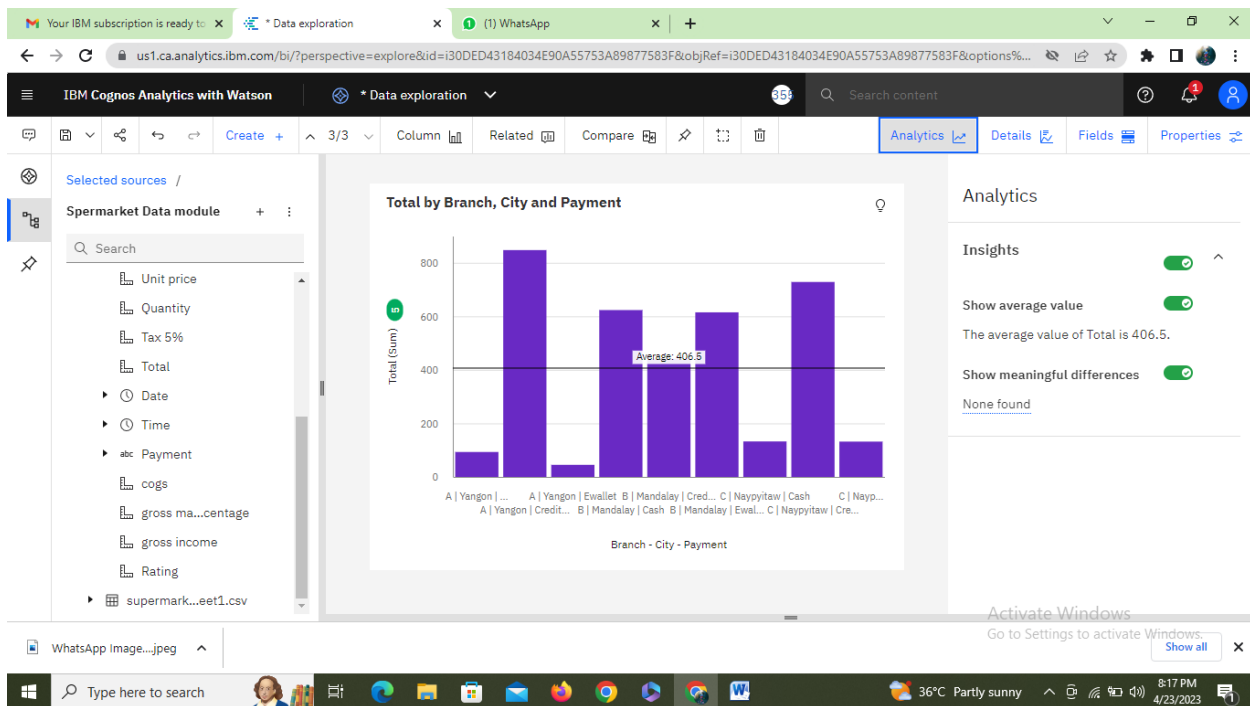 Your IBM subscription is ready to
* Data exploration
(1) WhatsApp
us1.ca.analytics.ibm.com/bi/?perspective=explore&id=i30DED43184034E90A55753A89877583F&objRef=i30DED43184034E90A55753A89877583F&options%...
IBM Cognos Analytics with Watson
* Data exploration
355
Search content
1
Create +
3/3
Column
Related
Compare
Analytics
Details
Fields
Properties
Selected sources /
Spermarket Data module
Search
Unit price
Quantity
Tax 5%
Total
Date
Time
abc Payment
cogs
gross ma...centage
gross income
Rating
supermark...eet1.csv
Total by Branch, City and Payment
800
600
400
200
0
5
Total (Sum)
Average: 406.5
A | Yangon | ... A | Yangon | Ewallet B | Mandalay | Cred... C | Naypyitaw | Cash C | Nayp...
A | Yangon | Credit... B | Mandalay | Cash B | Mandalay | Ewal... C | Naypyitaw | Cre...
Branch - City - Payment
Analytics
Insights
Show average value
The average value of Total is 406.5.
Show meaningful differences
None found
Activate Windows
Go to Settings to activate Windows.
WhatsApp Image....jpeg
Show all
Type here to search
36°C Partly sunny
8:17 PM
4/23/2023
1